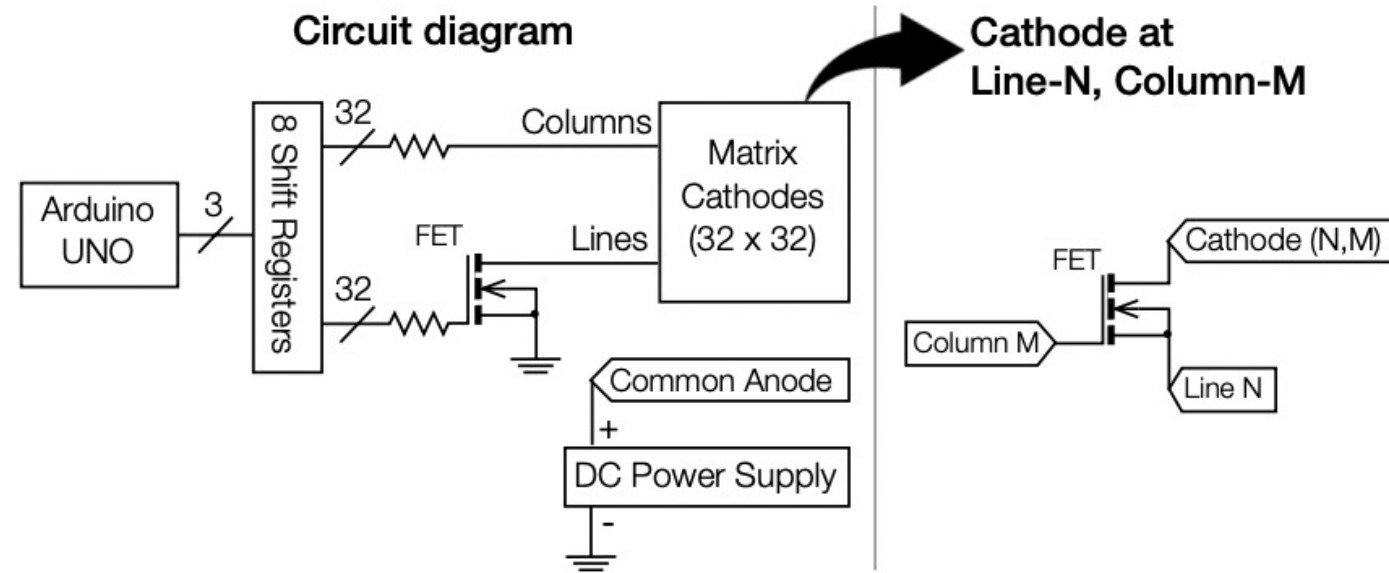 Circuit diagram
Cathode at
Line-N, Column-M
Arduino
UNO
3
8 Shift Registers
32
Columns
32
FET
Lines
Matrix
Cathodes
(32 x 32)
Common Anode
+
DC Power Supply
-
FET
Cathode (N,M)
Column M
Line N